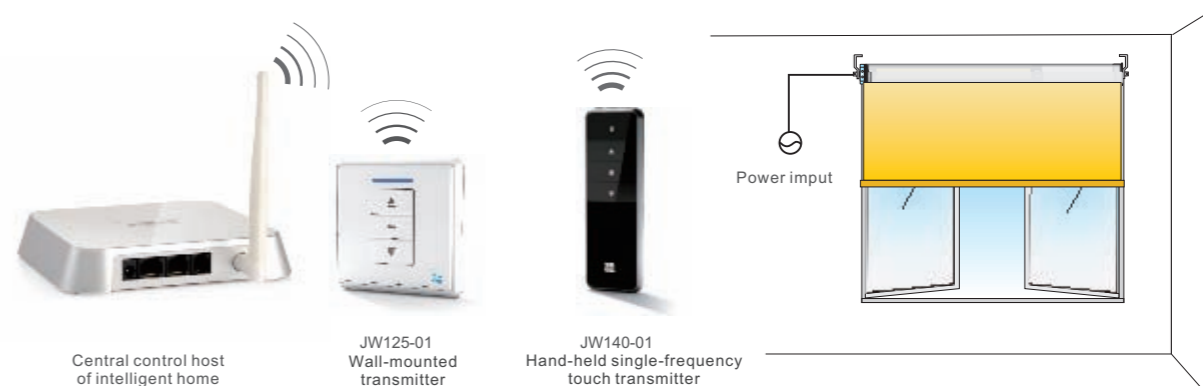 Power imput
JW125-01
Wall-mounted
transmitter
JW140-01
Hand-held single-frequency
touch transmitter
Central control host
of intelligent home